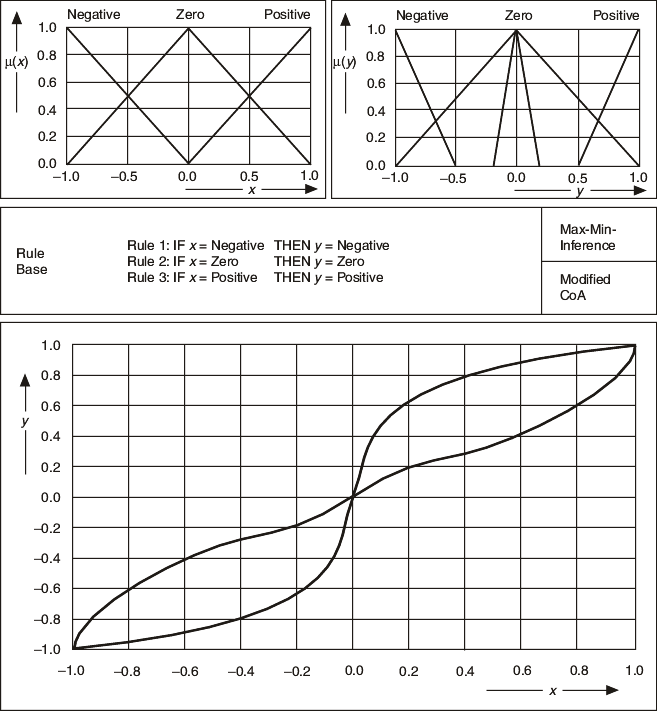 Negative Zero Positive
μ(x)
1.0
0.8
0.6
0.4
0.2
0.0
−1.0 −0.5 0.0 0.5 1.0
x
Negative Zero Positive
μ(y)
1.0
0.8
0.6
0.4
0.2
0.0
−1.0 −0.5 0.0 0.5 1.0
y
Rule
Base
Rule 1: IF x = Negative THEN y = Negative
Rule 2: IF x = Zero THEN y = Zero
Rule 3: IF x = Positive THEN y = Positive
Max-Min-
Inference
Modified
CoA
y
1.0
0.8
0.6
0.4
0.2
0.0
−0.2
−0.4
−0.6
−0.8
−1.0
−1.0 −0.8 −0.6 −0.4 −0.2 0.0 0.2 0.4 0.6 0.8 1.0
x